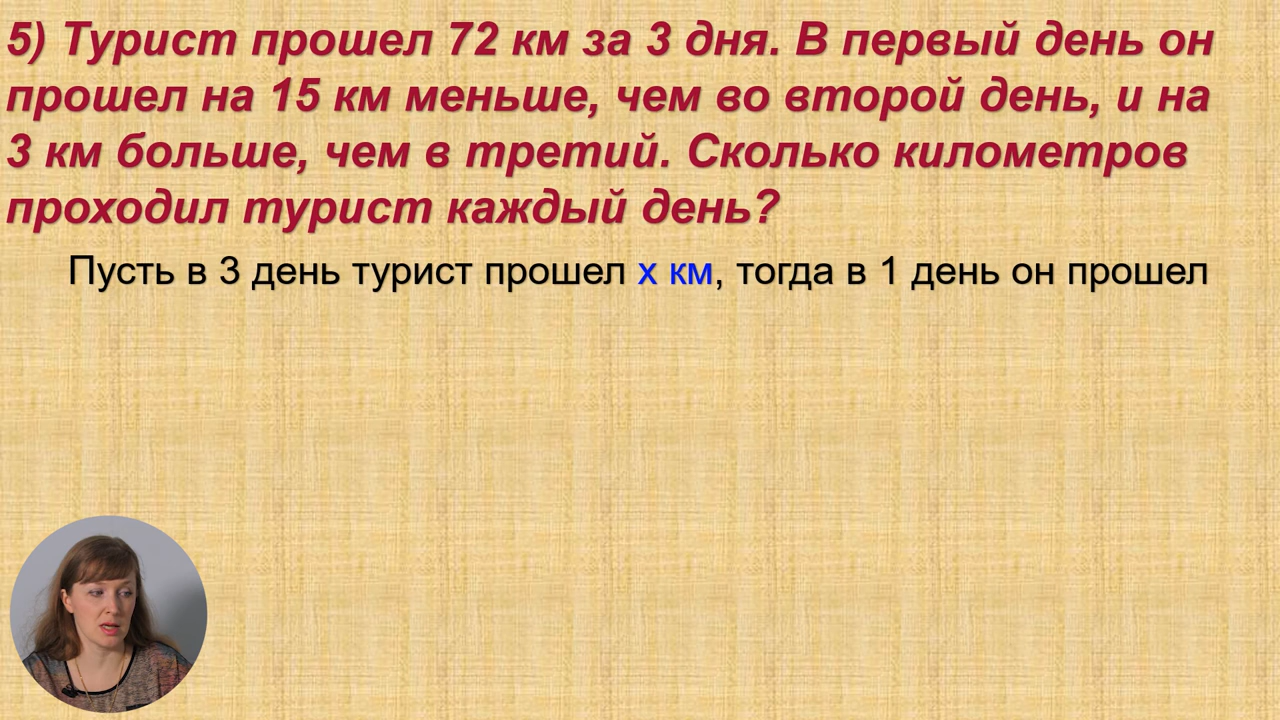 5) Турист прошел 72 км за 3 дня. В первый день он
прошел на 15 км меньше, чем во второй день, и на
3 км больше, чем в третий. Сколько километров
проходил турист каждый день?
Пусть в 3 день турист прошел х км, тогда в 1 день он прошел